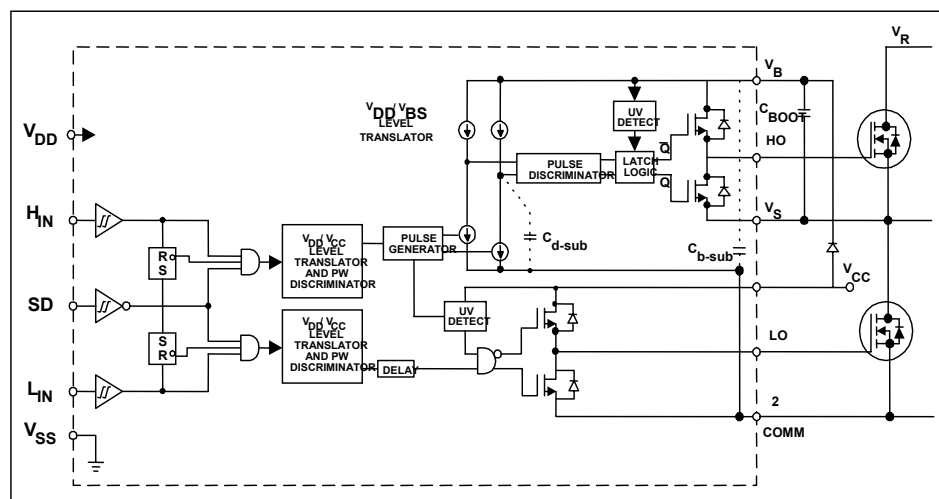 VR
VB
VDD/VBS
LEVEL
TRANSLATOR
UV
DETECT
CBOOT
VDD
HO
Q̅
PULSE
DISCRIMINATOR
LATCH
LOGIC
Q
HIN
VS
VDD/VCC
LEVEL
TRANSLATOR
AND PW
DISCRIMINATOR
PULSE
GENERATOR
Cd-sub
Cb-sub
R
S
VCC
SD
UV
DETECT
VDD/VCC
LEVEL
TRANSLATOR
AND PW
DISCRIMINATOR
LO
S
R
DELAY
LIN
2
VSS
COMM